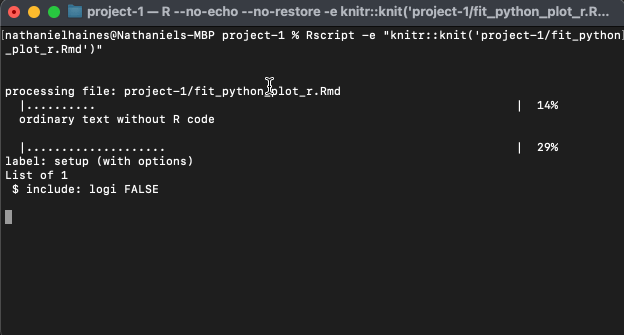 project-1 — R --no-echo --no-restore -e knitr::knit('project-1/fit_python_plot_r.R...
[nathanielhaines@Nathaniels-MBP project-1 % Rscript -e "knitr::knit('project-1/fit_python]
_plot_r.Rmd')"
processing file: project-1/fit_python_plot_r.Rmd
|.......... | 14%
ordinary text without R code
|..................... | 29%
label: setup (with options)
List of 1
$ include: logi FALSE